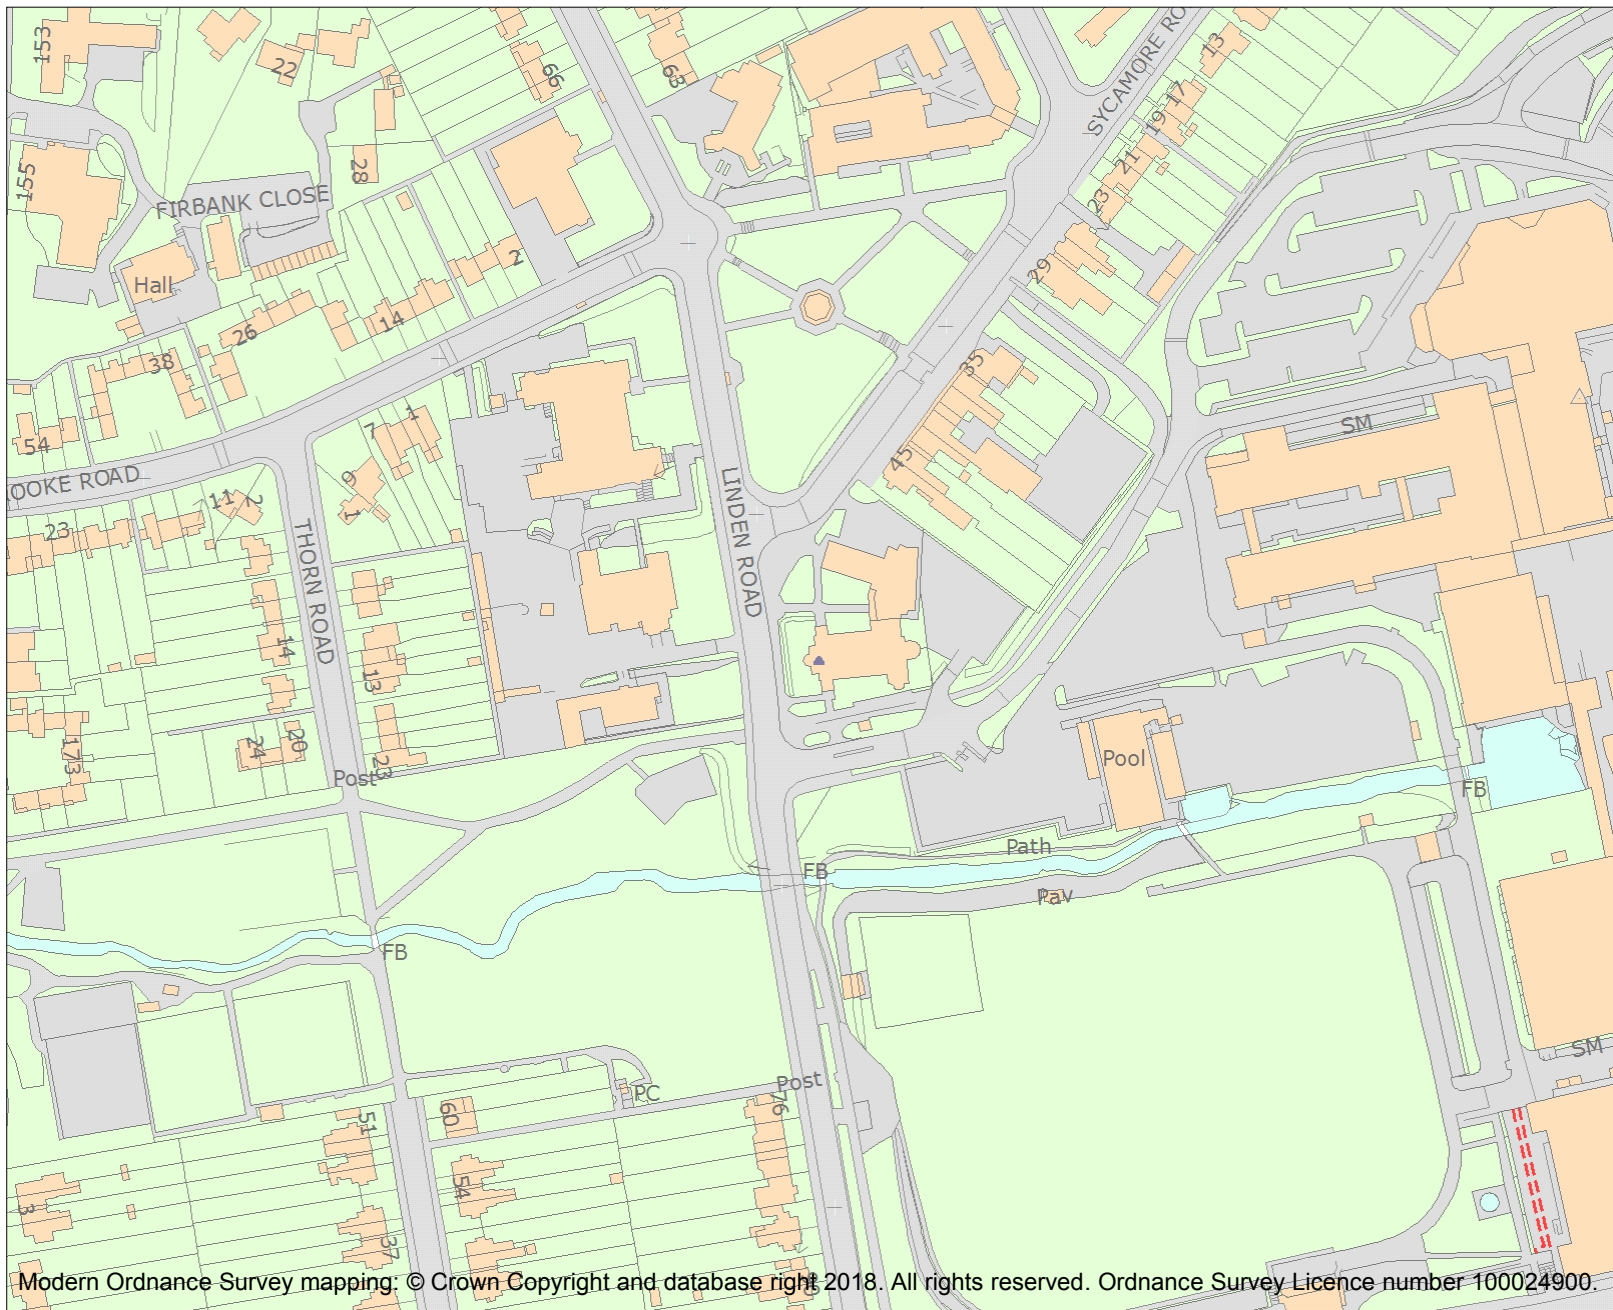 153
22
66
63
SYCAMORE RO
13
17
19
21
23
155
28
FIRBANK CLOSE
2
29
Hall
26
14
38
35
54
1
7
9
1
45
SM
OOKE ROAD
11
2
23
LINDEN ROAD
THORN ROAD
14
13
173
24
20
23
Post
Pool
FB
Path
FB
Pav
FB
SM
Post
PC
76
60
51
54
3
37
Modern Ordnance Survey mapping: © Crown Copyright and database right 2018. All rights reserved. Ordnance Survey Licence number 100024900.